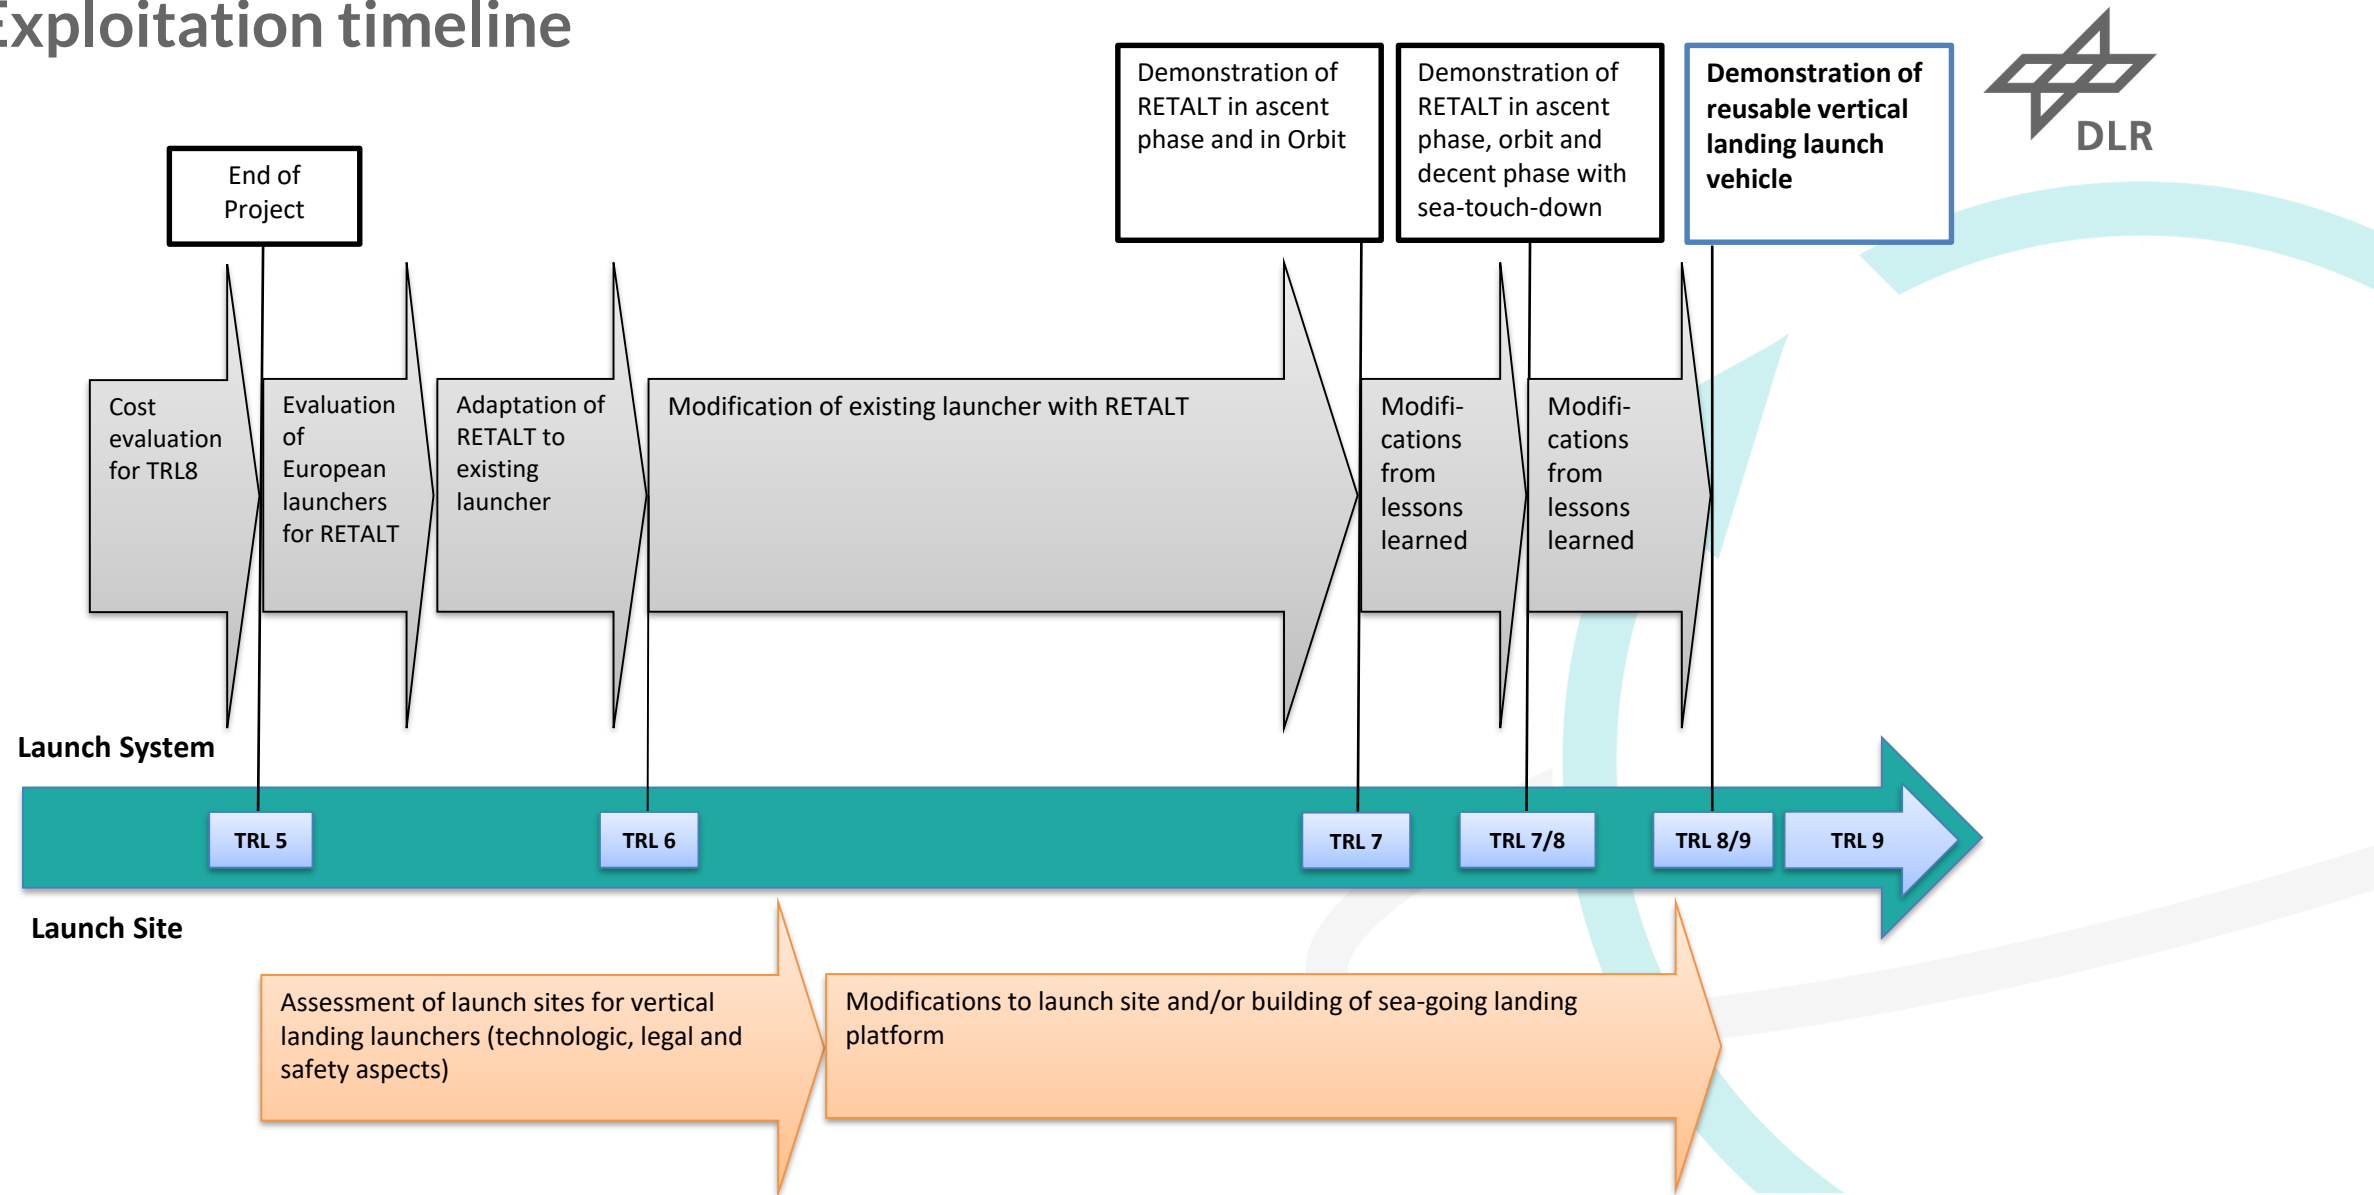 Exploitation timeline
DLR
Demonstration of
RETALT in ascent
phase and in Orbit
Demonstration of
RETALT in ascent
phase, orbit and
decent phase with
sea-touch-down
Demonstration of
reusable vertical
landing launch
vehicle
End of
Project
Cost
evaluation
for TRL8
Evaluation
of
European
launchers
for RETALT
Adaptation of
RETALT to
existing
launcher
Modification of existing launcher with RETALT
Modifi-
cations
from
lessons
learned
Modifi-
cations
from
lessons
learned
Launch System
TRL 5
TRL 6
TRL 7
TRL 7/8
TRL 8/9
TRL 9
Launch Site
Assessment of launch sites for vertical
landing launchers (technologic, legal and
safety aspects)
Modifications to launch site and/or building of sea-going landing
platform